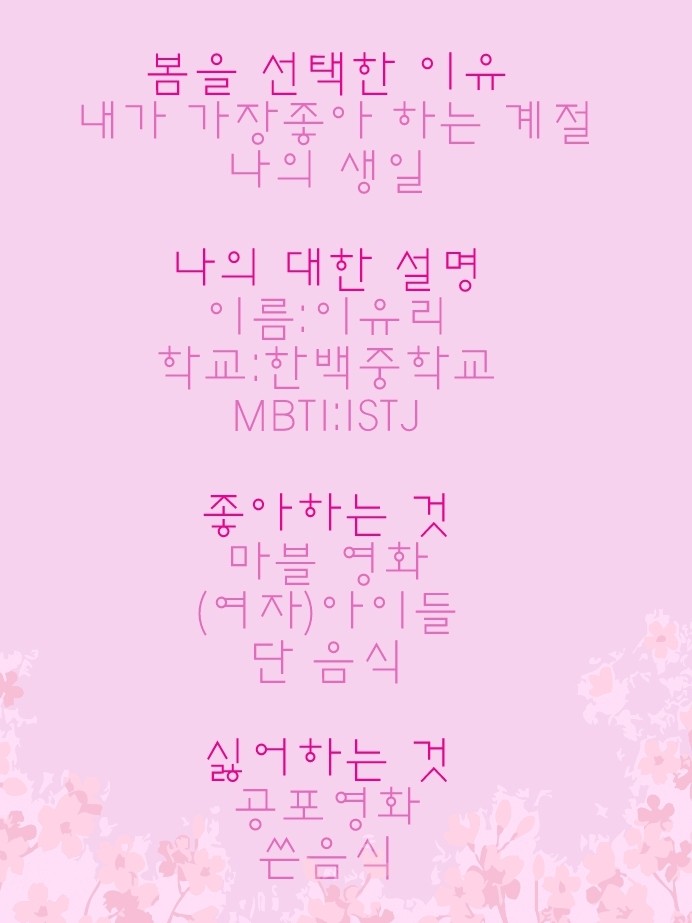 봄을 선택한 이유
내가 가장좋아 하는 계절
나의 생일
나의 대한 설명
이름:이유리
학교:한백중학교
MBTI:ISTJ
좋아하는 것
마블 영화
(여자)아이들
단 음식
싫어하는 것
공포영화
쓴음식